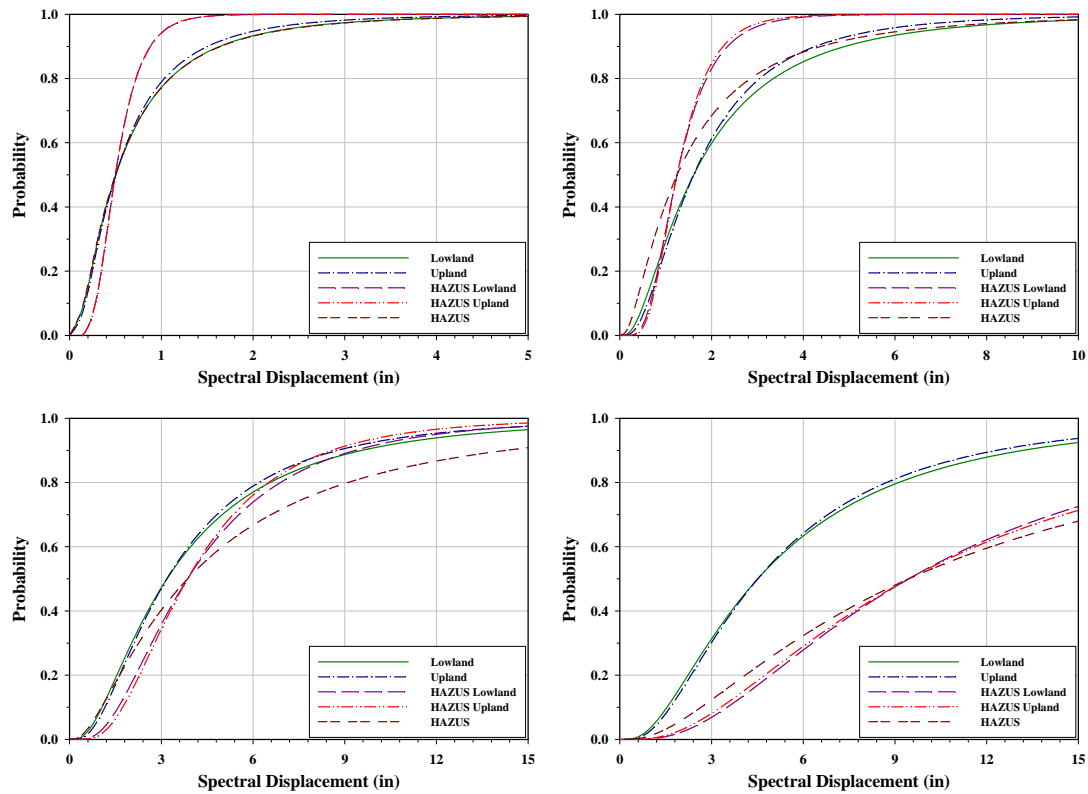 1.0
0.8
0.6
0.4
0.2
0.0
Probability
0 1 2 3 4 5
Spectral Displacement (in)
Lowland
Upland
HAZUS Lowland
HAZUS Upland
HAZUS
1.0
0.8
0.6
0.4
0.2
0.0
Probability
0 2 4 6 8 10
Spectral Displacement (in)
Lowland
Upland
HAZUS Lowland
HAZUS Upland
HAZUS
1.0
0.8
0.6
0.4
0.2
0.0
Probability
0 3 6 9 12 15
Spectral Displacement (in)
Lowland
Upland
HAZUS Lowland
HAZUS Upland
HAZUS
1.0
0.8
0.6
0.4
0.2
0.0
Probability
0 3 6 9 12 15
Spectral Displacement (in)
Lowland
Upland
HAZUS Lowland
HAZUS Upland
HAZUS